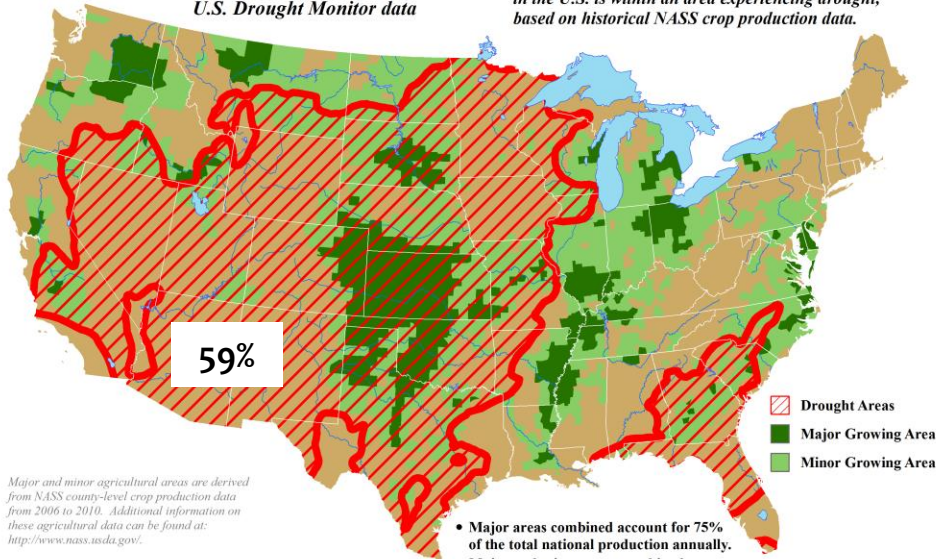 U.S. Drought Monitor data
in the U.S. is within an area experiencing drought,
based on historical NASS crop production data.
59%
Drought Areas
Major Growing Area
Minor Growing Area
Major and minor agricultural areas are derived
from NASS county-level crop production data
from 2006 to 2010. Additional information on
these agricultural data can be found at:
http://www.nass.usda.gov/.
• Major areas combined account for 75%
of the total national production annually.